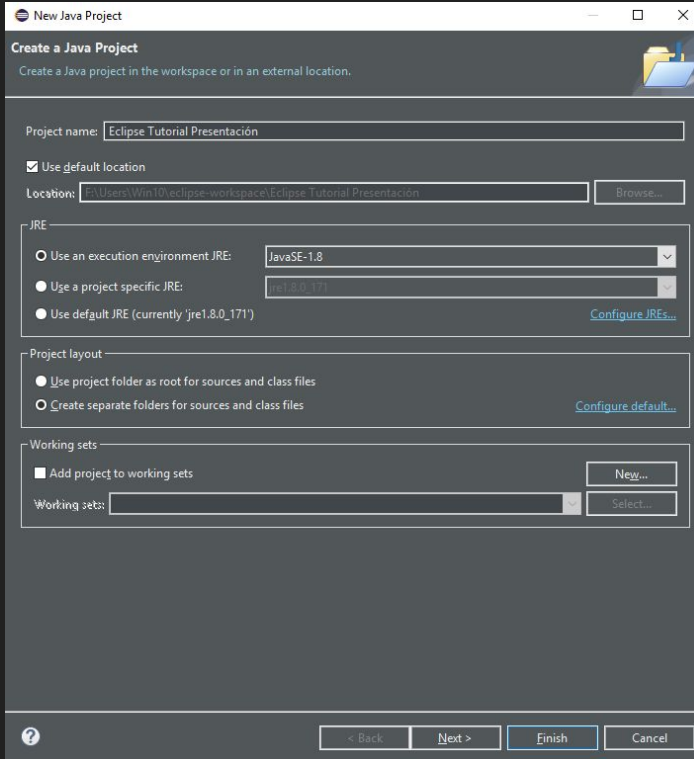 New Java Project
Create a Java Project
Create a Java project in the workspace or in an external location.
Project name: Eclipse Tutorial Presentación
Use default location
Location: F:\Users\Win10\eclipse-workspace\Eclipse Tutorial Presentación Browse...
JRE
Use an execution environment JRE: JavaSE-1.8
Use a project specific JRE: jre1.8.0_171
Use default JRE (currently 'jre1.8.0_171') Configure JREs...
Project layout
Use project folder as root for sources and class files
Create separate folders for sources and class files Configure default...
Working sets
Add project to working sets New...
Working sets: Select...
? < Back Next > Finish Cancel